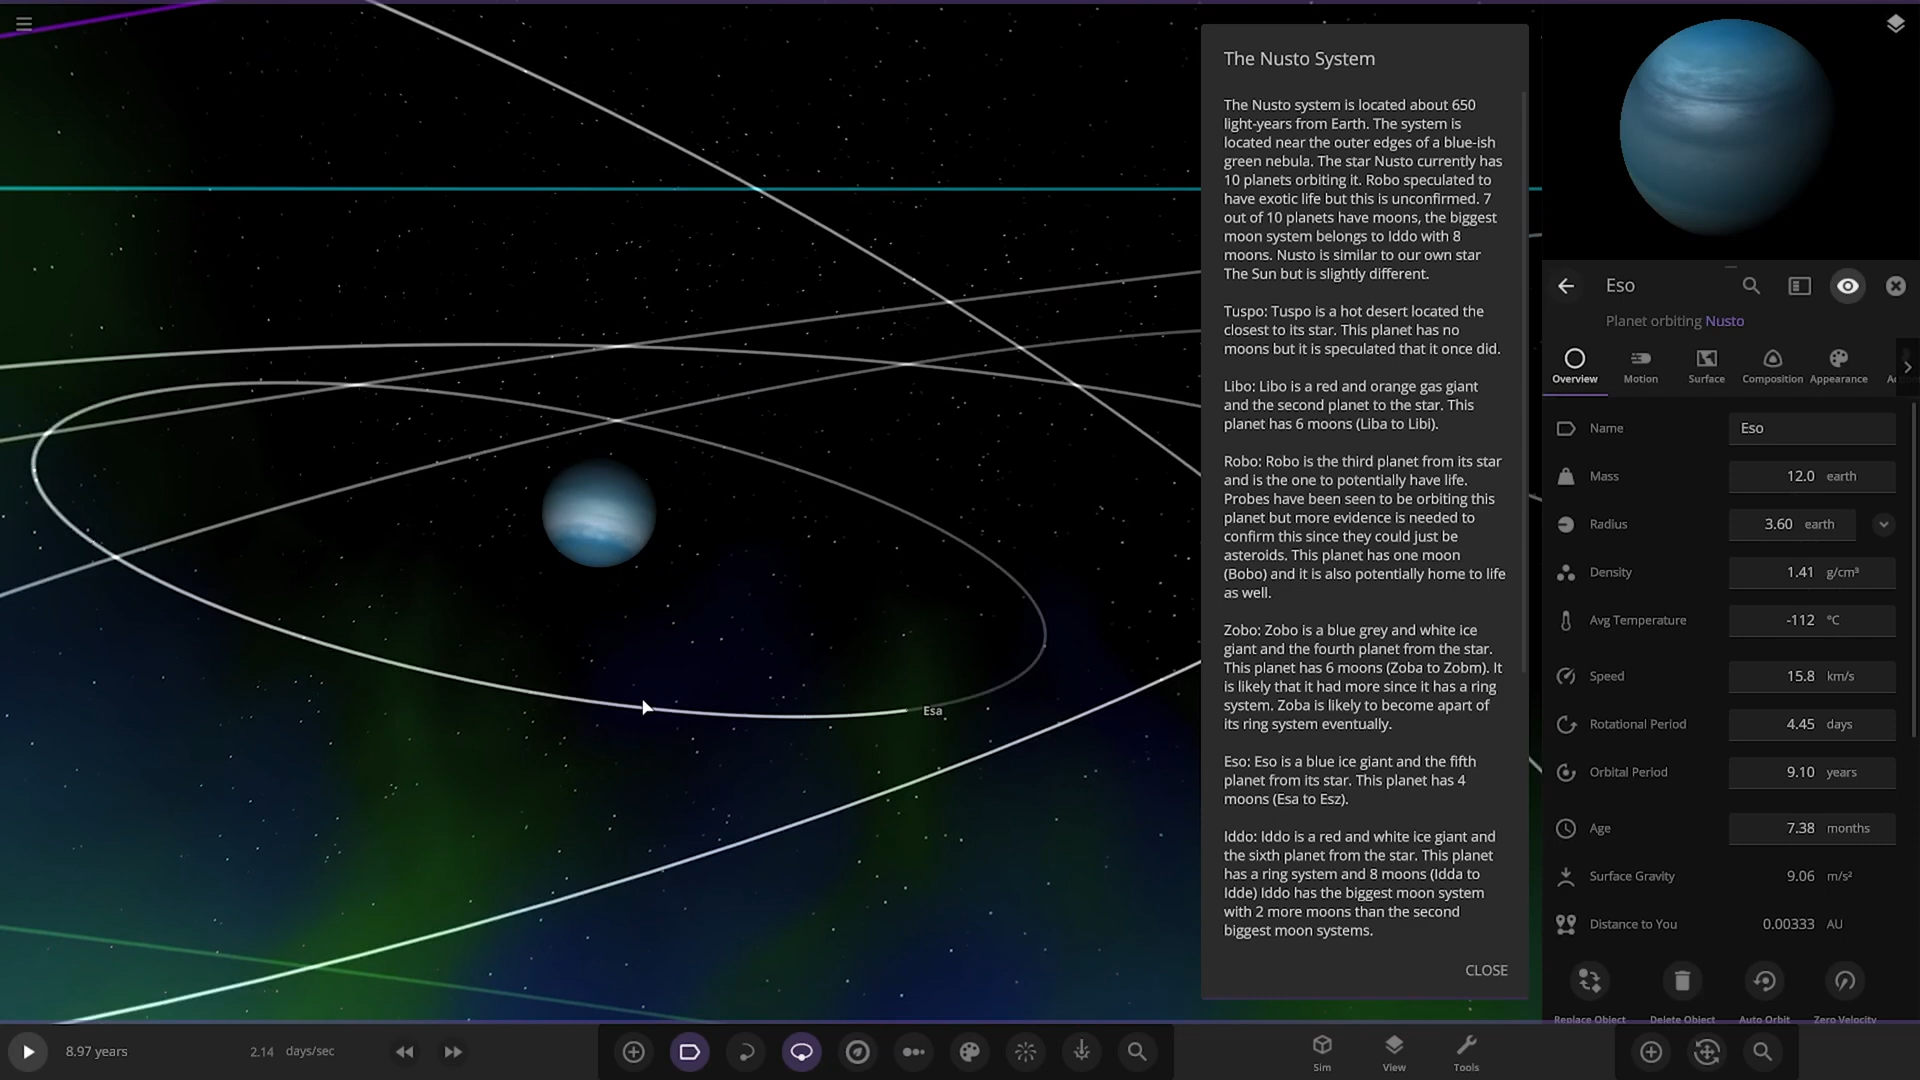 The Nusto System
The Nusto system is located about 650
light-years from Earth. The system is
located near the outer edges of a blue-ish
green nebula. The star Nusto currently has
10 planets orbiting it. Robo speculated to
have exotic life but this is unconfirmed. 7
out of 10 planets have moons, the biggest
moon system belongs to Iddo with 8
moons. Nusto is similar to our own star
The Sun but is slightly different.
Tuspo: Tuspo is a hot desert located the
closest to its star. This planet has no
moons but it is speculated that it once did.
Libo: Libo is a red and orange gas giant
and the second planet to the star. This
planet has 6 moons (Liba to Libi).
Robo: Robo is the third planet from its star
and is the one to potentially have life.
Probes have been seen to be orbiting this
planet but more evidence is needed to
confirm this since they could just be
asteroids. This planet has one moon
(Bobo) and it is also potentially home to life
as well.
Zobo: Zobo is a blue grey and white ice
giant and the fourth planet from the star.
This planet has 6 moons (Zoba to Zobm). It
is likely that it had more since it has a ring
system. Zoba is likely to become apart of
its ring system eventually.
Eso: Eso is a blue ice giant and the fifth
planet from its star. This planet has 4
moons (Esa to Esz).
Iddo: Iddo is a red and white ice giant and
the sixth planet from the star. This planet
has a ring system and 8 moons (Idda to
Idde) Iddo has the biggest moon system
with 2 more moons than the second
biggest moon systems.
CLOSE
Esa
Eso
Planet orbiting Nusto
Overview Motion Surface Composition Appearance
Name Eso
Mass 12.0 earth
Radius 3.60 earth
Density 1.41 g/cm³
Avg Temperature -112 °C
Speed 15.8 km/s
Rotational Period 4.45 days
Orbital Period 9.10 years
Age 7.38 months
Surface Gravity 9.06 m/s²
Distance to You 0.00333 AU
Replace Object Delete Object Auto Orbit Zero Velocity
8.97 years 2.14 days/sec
Sim View Tools